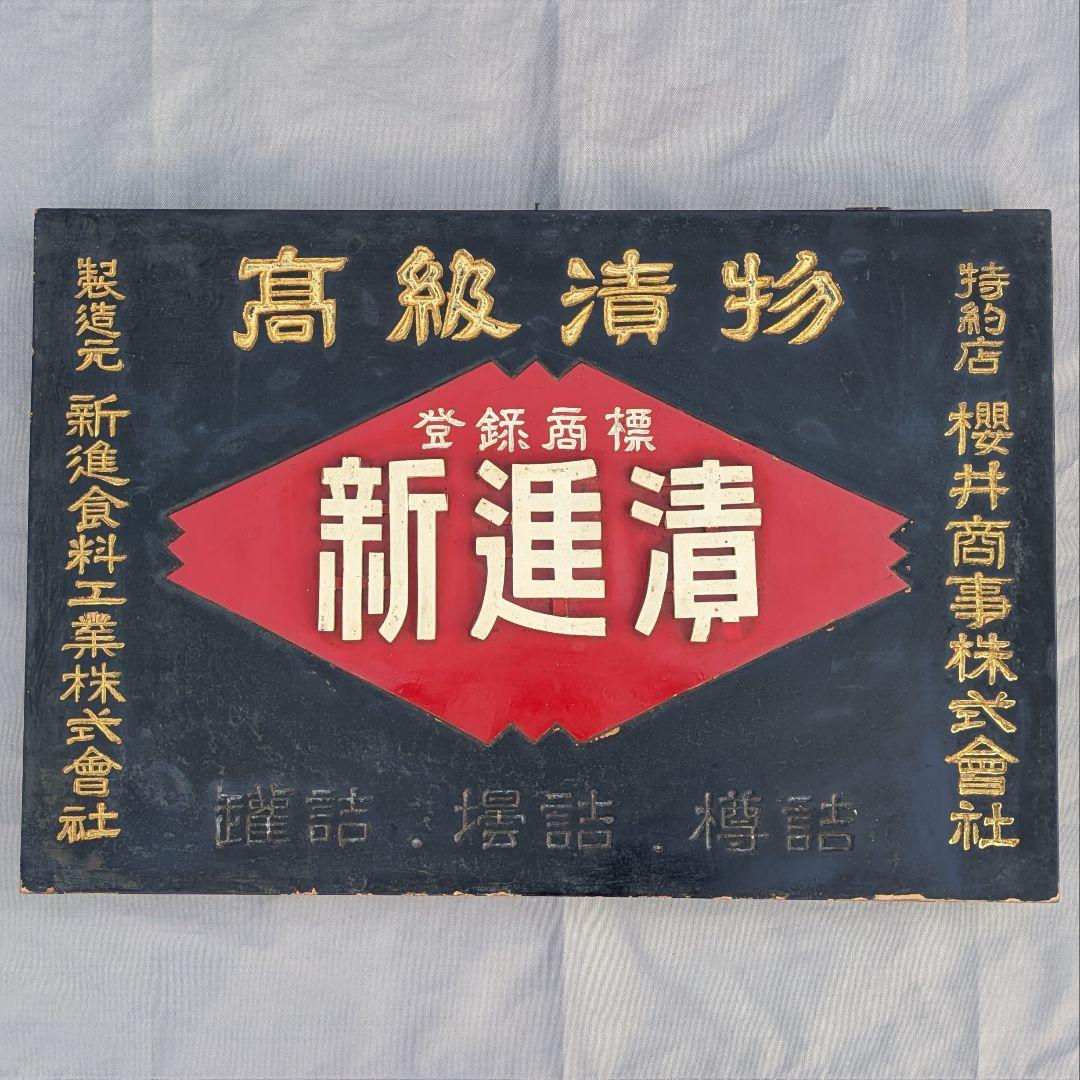 高級漬物
登録商標
新進漬
特約店 櫻井商事株式會社
製造元 新進食料工業株式會社
罐詰．壜詰．樽詰